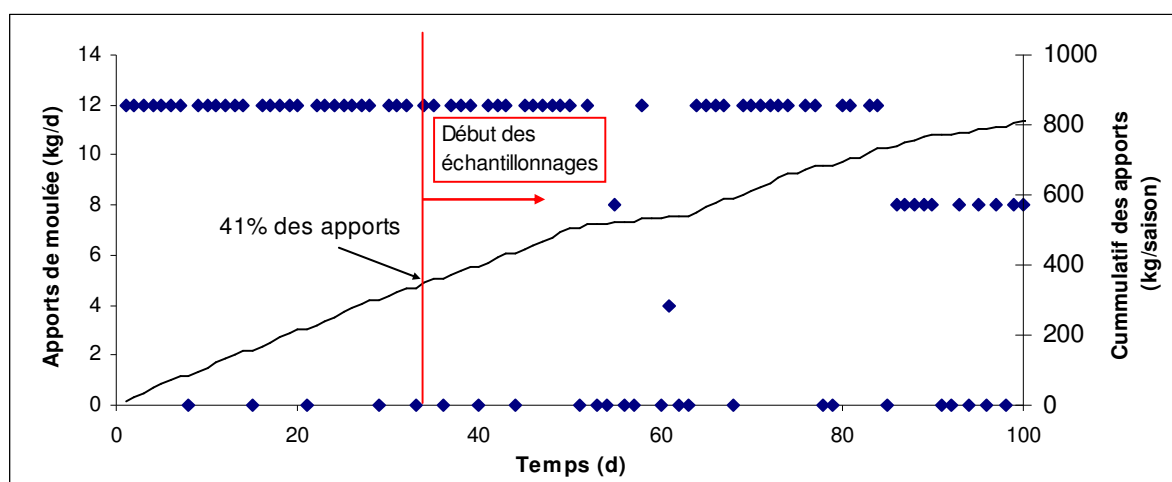 14
12
10
8
6
4
2
0
Apports de moulée (kg/d)
Début des
échantillonnages
41% des apports
1000
800
600
400
200
0
Cummulatif des apports
(kg/saison)
0
20
40
60
80
100
Temps (d)